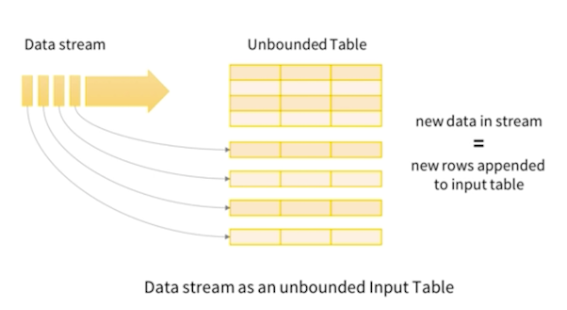 Data stream
Unbounded Table
new data in stream
=
new rows appended
to input table
Data stream as an unbounded Input Table